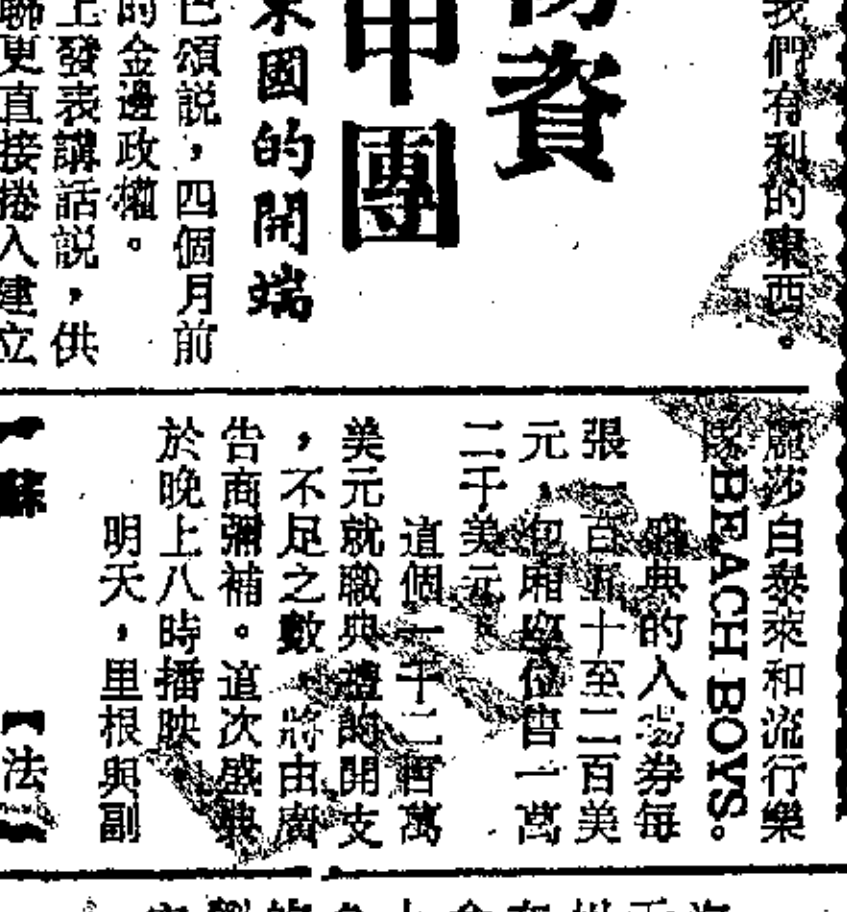 我們有利的東西。
資
中團
東國的開端
已頌說，四個月前
的金邊政權。
上發表講話說，供
聯更直接捲入建立
麗莎白泰萊和流行樂
隊BEACH BOYS。
盛典的入場券每
張一百五十至二百美
元，包廂座位售一萬
二千美元。
這個一千二百萬
美元就職典禮的開支
，不足之數，將由廣
告商彌補。這次盛典
於晚上八時播映。
明天，里根與副
蘇
【法